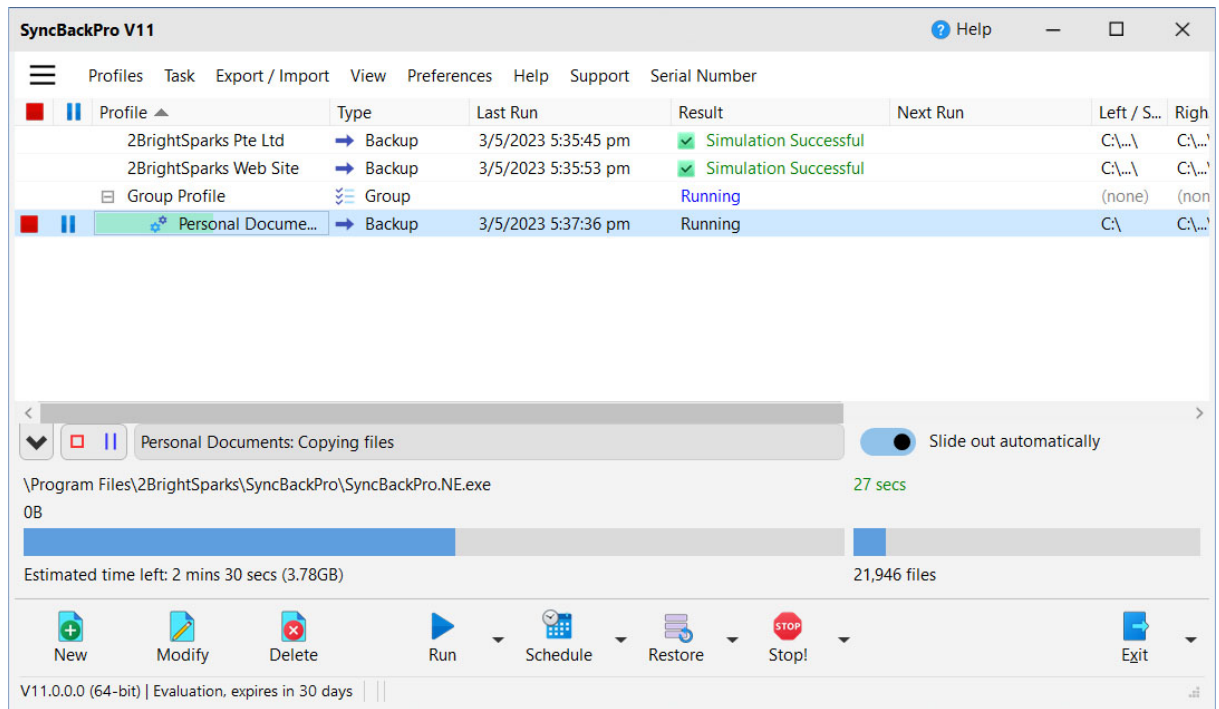 SyncBackPro V11 ? Help
Profiles Task Export / Import View Preferences Help Support Serial Number
Profile Type Last Run Result Next Run Left / S... Righ
2BrightSparks Pte Ltd Backup 3/5/2023 5:35:45 pm Simulation Successful C:\...\ C:\...\
2BrightSparks Web Site Backup 3/5/2023 5:35:53 pm Simulation Successful C:\...\ C:\...\
Group Profile Group Running (none) (non
Personal Docume... Backup 3/5/2023 5:37:36 pm Running C:\ C:\...\
Personal Documents: Copying files Slide out automatically
\Program Files\2BrightSparks\SyncBackPro\SyncBackPro.NE.exe 27 secs
0B
Estimated time left: 2 mins 30 secs (3.78GB) 21,946 files
STOP
New Modify Delete Run Schedule Restore Stop! Exit
V11.0.0.0 (64-bit) | Evaluation, expires in 30 days